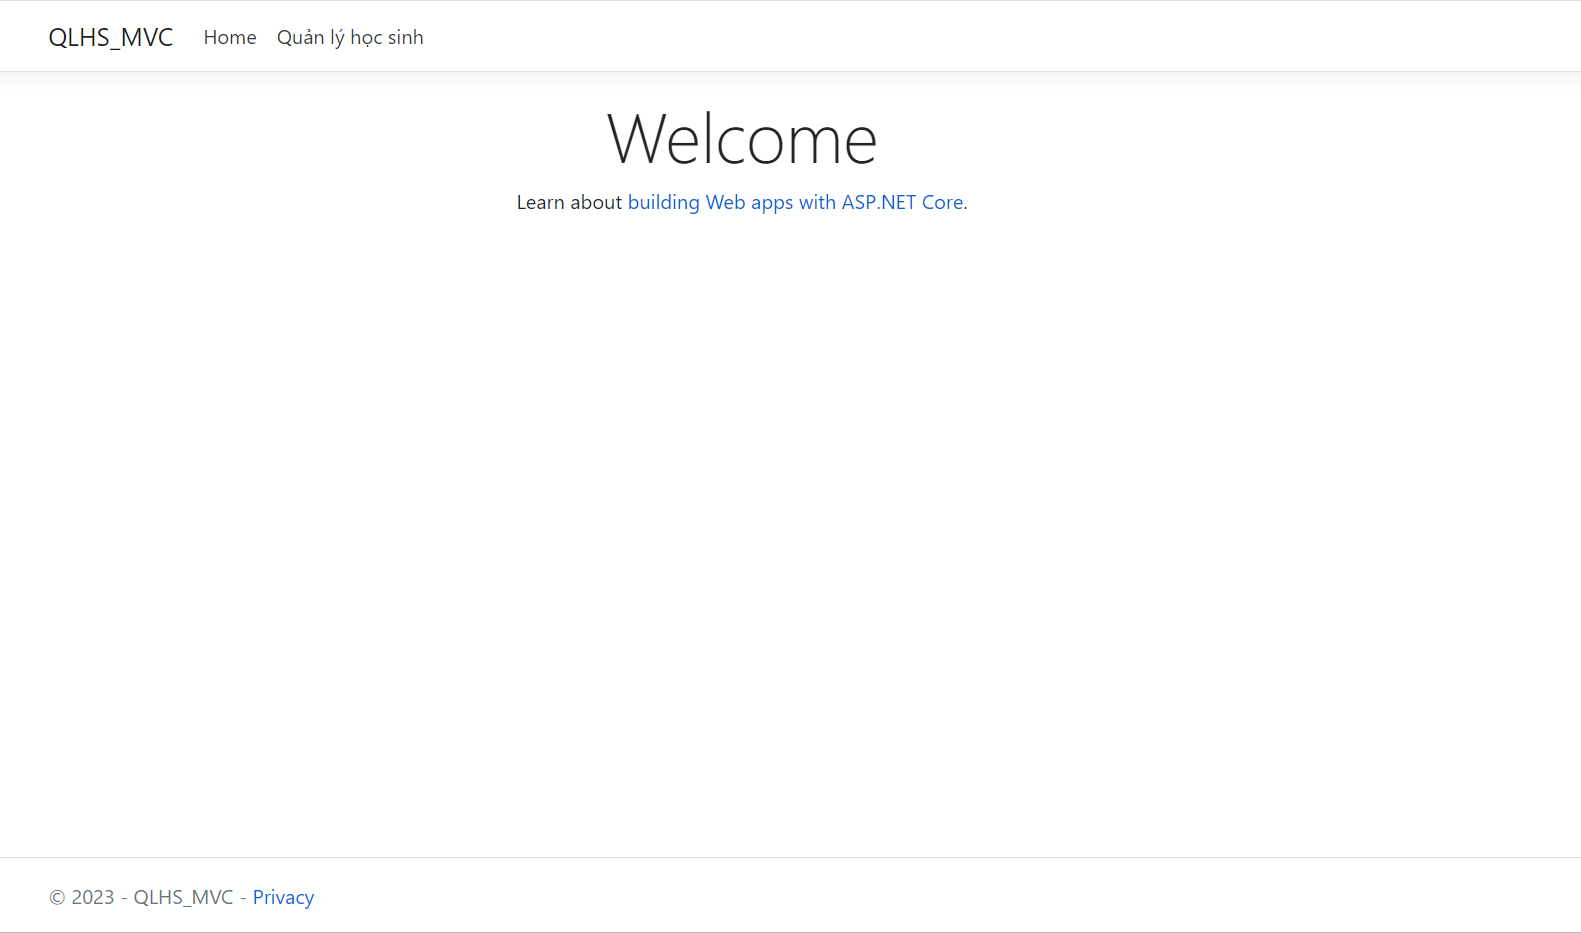 QLHS_MVC Home Quản lý học sinh
Welcome
Learn about building Web apps with ASP.NET Core.
© 2023 - QLHS_MVC - Privacy